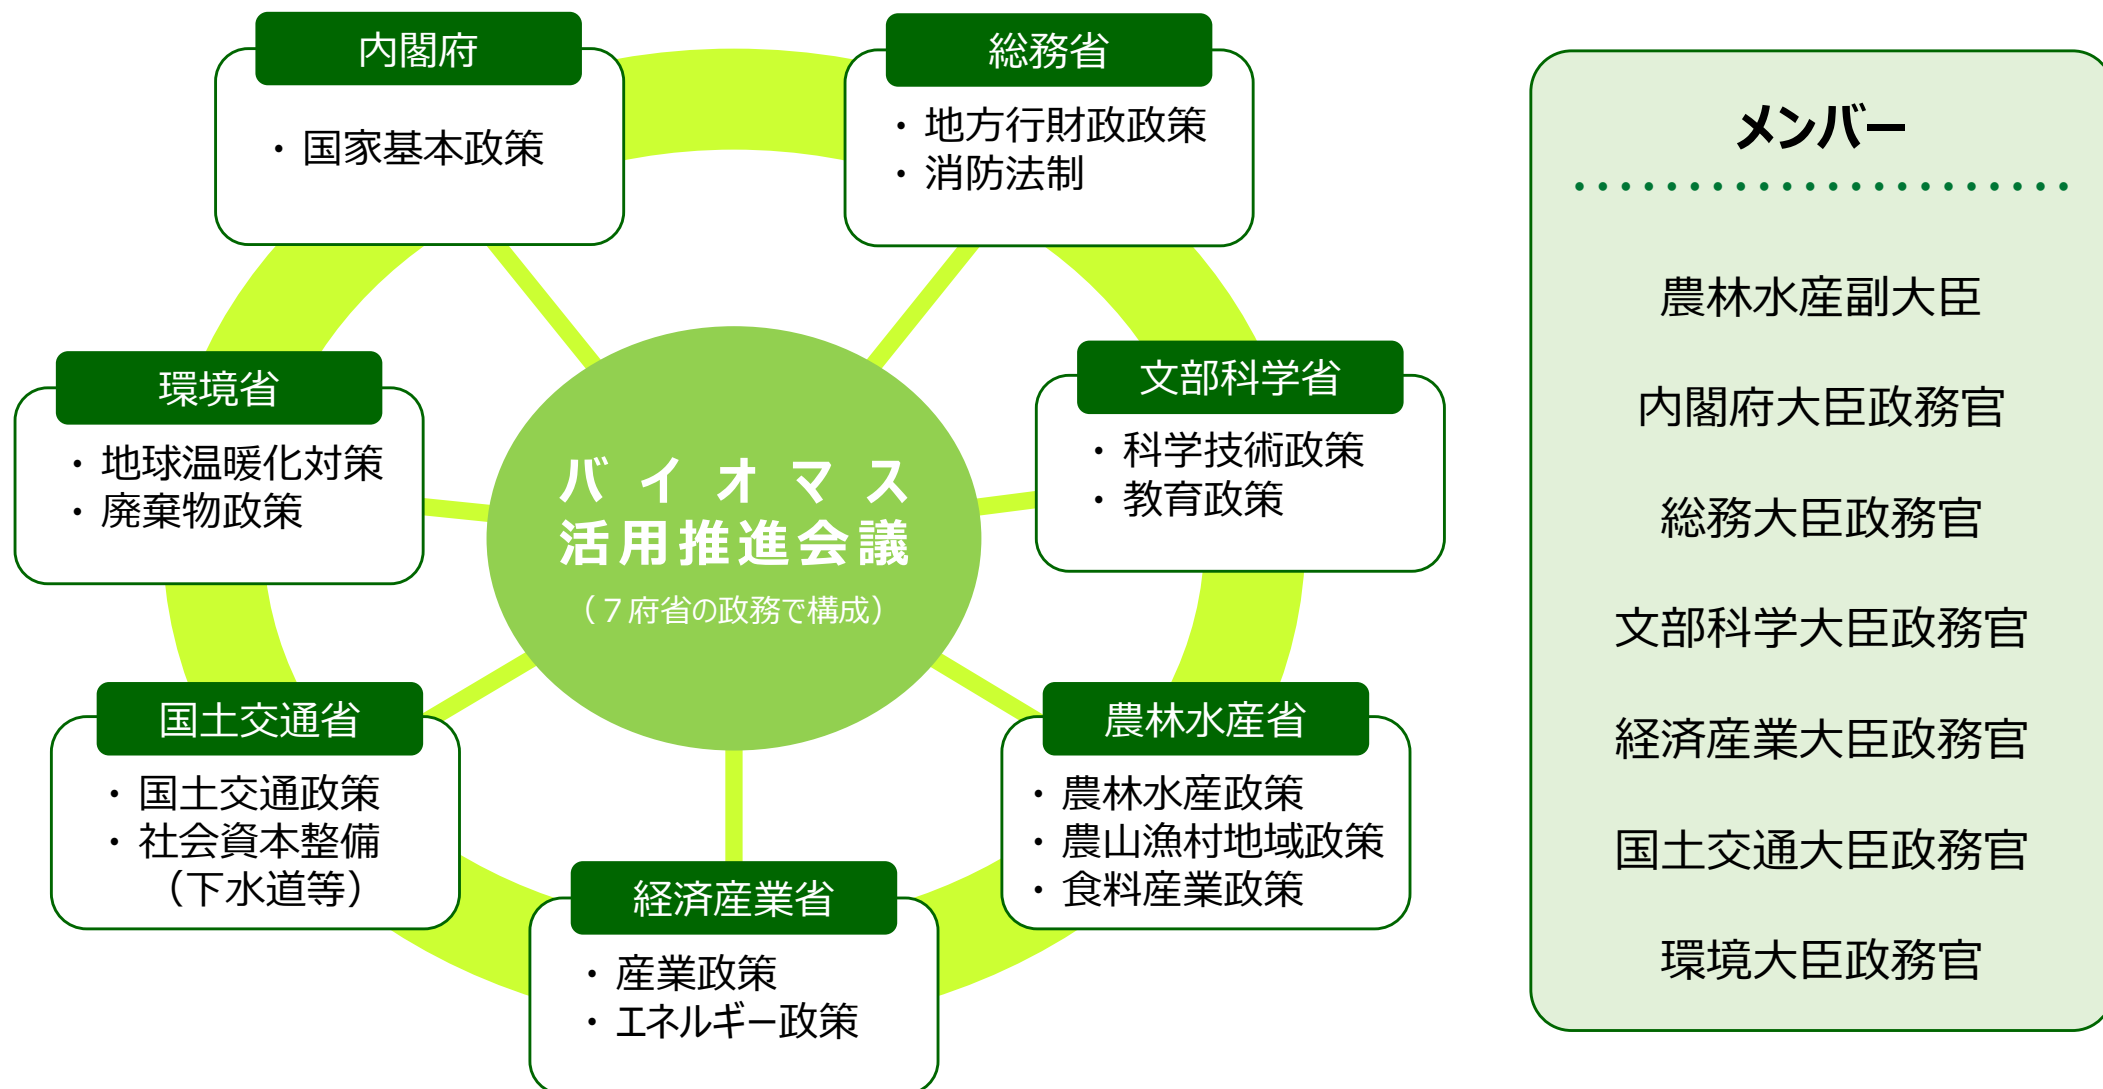 内閣府
・国家基本政策
総務省
・地方行財政政策
・消防法制
環境省
・地球温暖化対策
・廃棄物政策
文部科学省
・科学技術政策
・教育政策
バイオマス
活用推進会議
（７府省の政務で構成）
国土交通省
・国土交通政策
・社会資本整備
（下水道等）
農林水産省
・農林水産政策
・農山漁村地域政策
・食料産業政策
経済産業省
・産業政策
・エネルギー政策
メンバー
農林水産副大臣
内閣府大臣政務官
総務大臣政務官
文部科学大臣政務官
経済産業大臣政務官
国土交通大臣政務官
環境大臣政務官